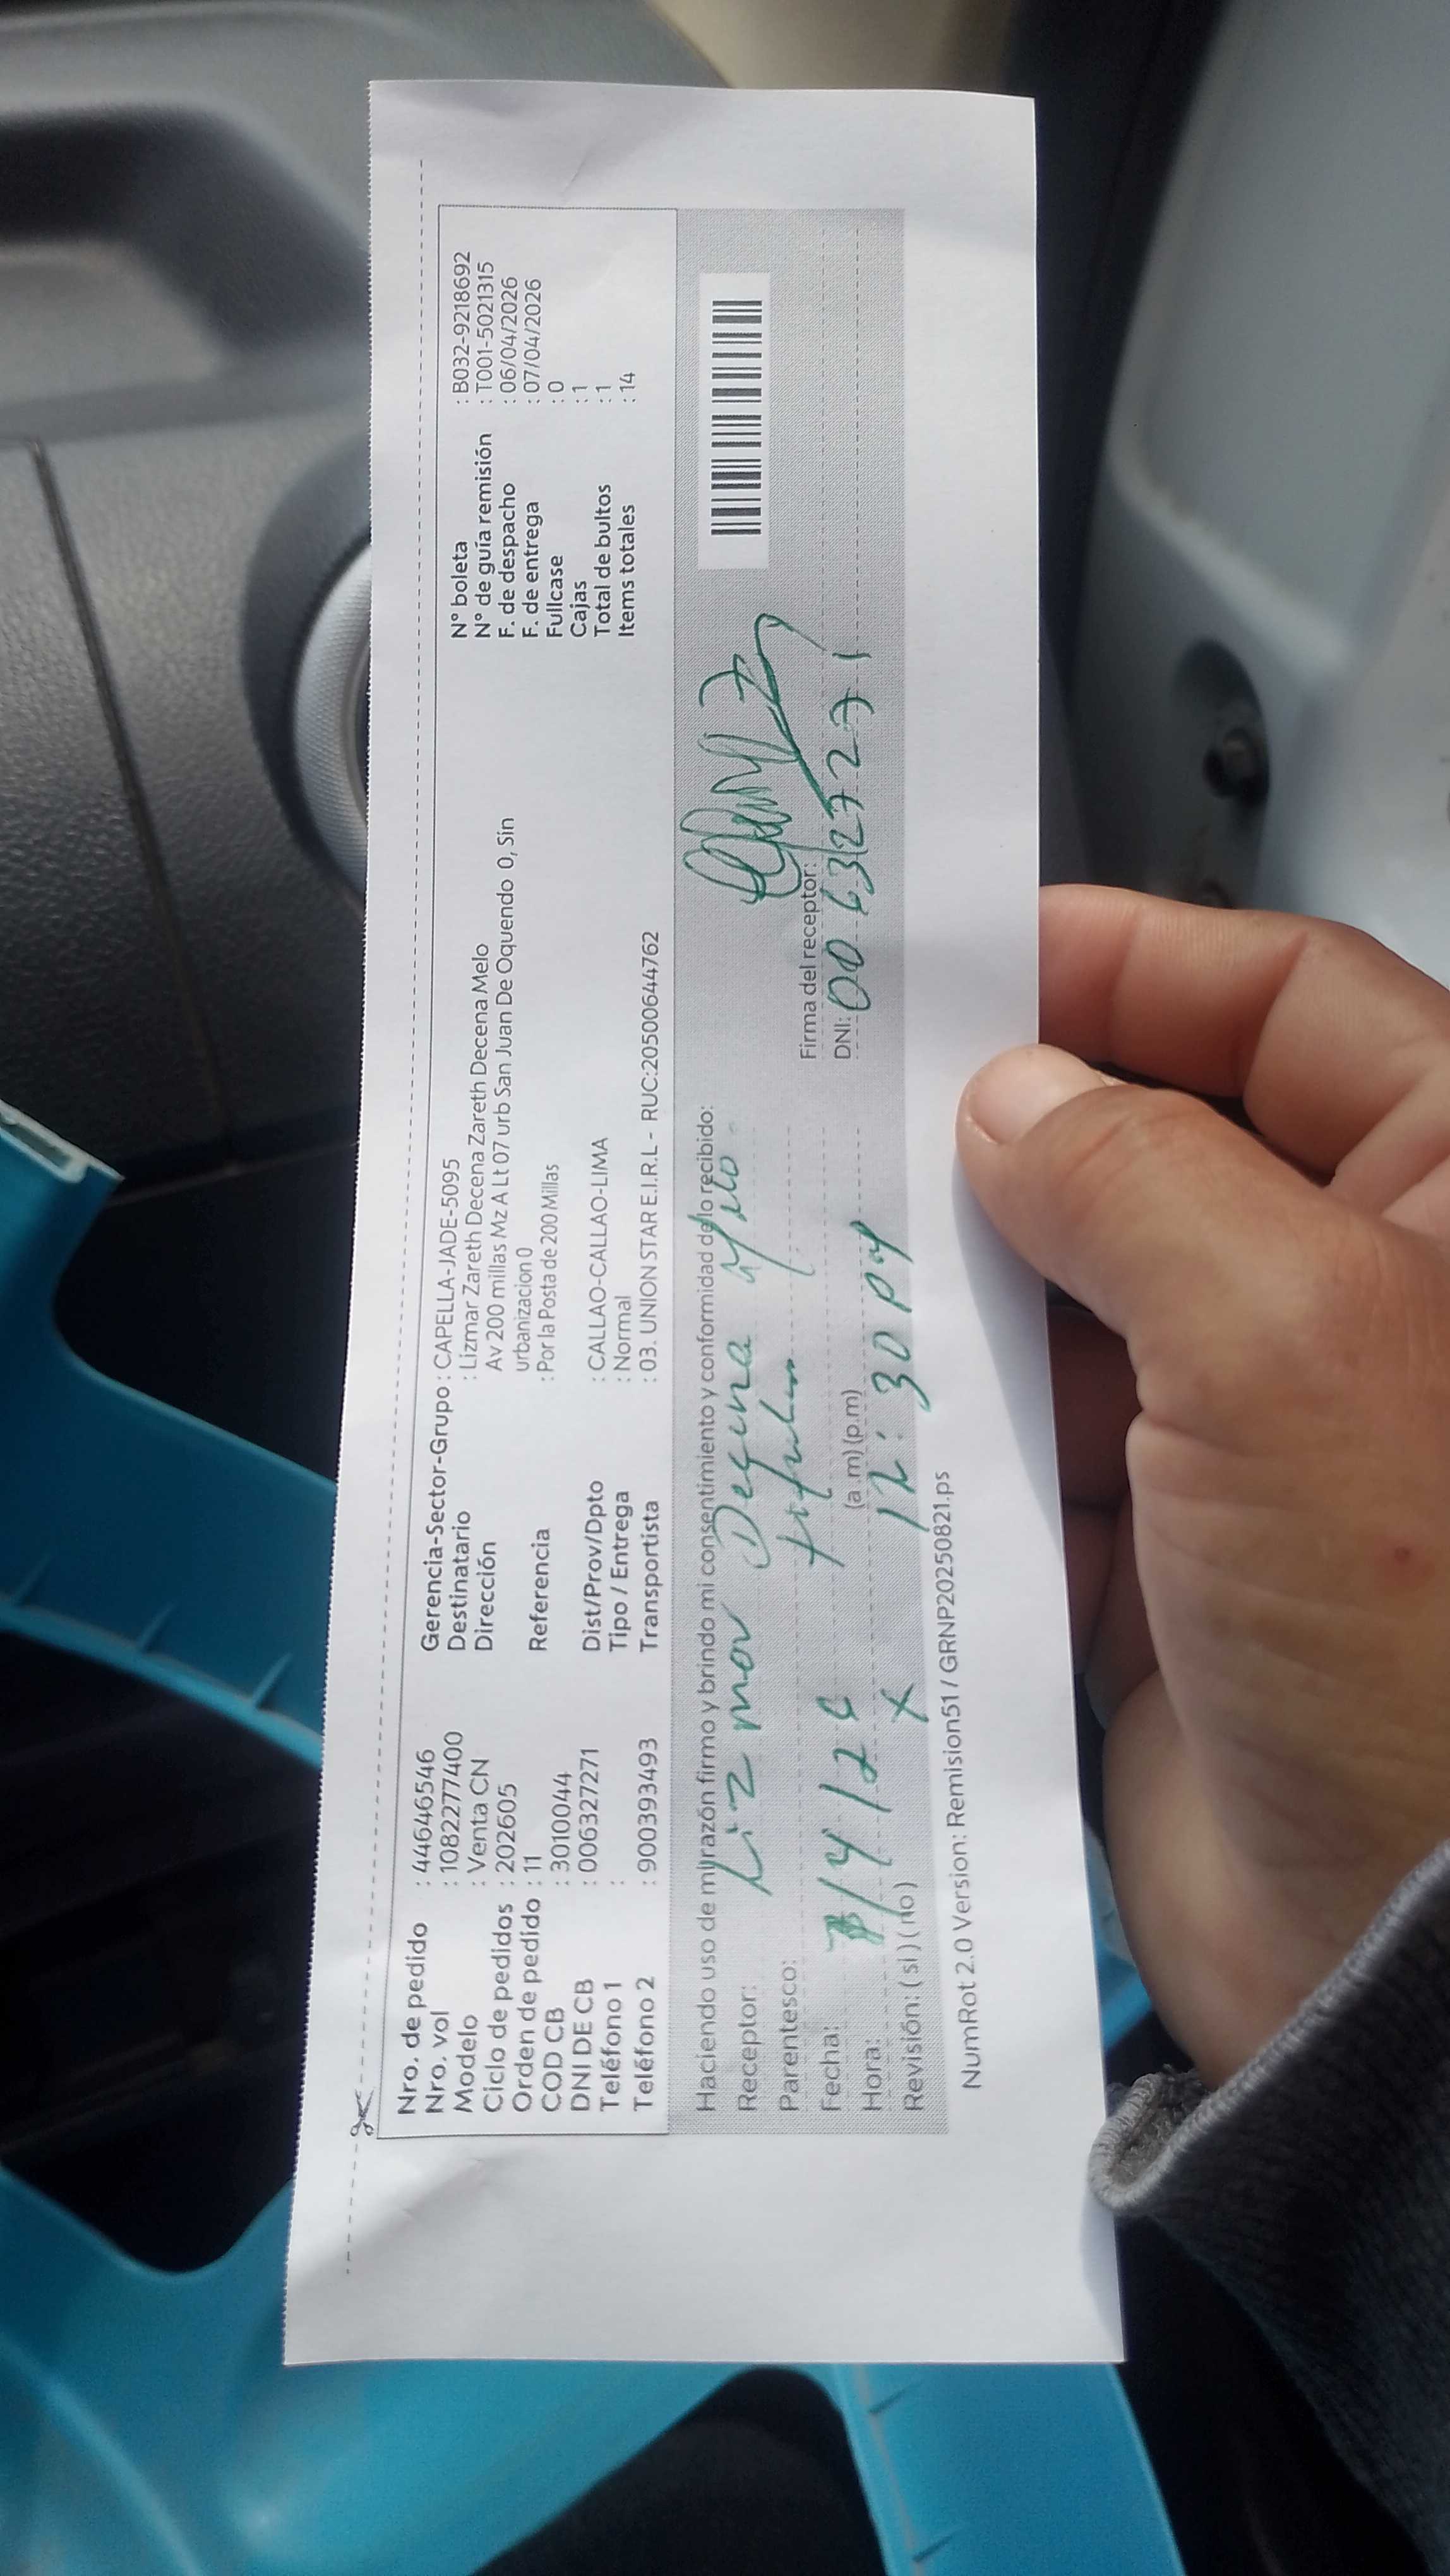 Nro. de pedido : 44646546
Nro. vol : 1082277400
Modelo : Venta CN
Ciclo de pedidos : 202605
Orden de pedido : 11
COD CB : 3010044
DNI DE CB : 006327271
Teléfono 1 :
Teléfono 2 : 900393493
Gerencia-Sector-Grupo : CAPELLA-JADE-5095
Destinatario : Lizmar Zareth Decena Zareth Decena Melo
Dirección Av 200 millas Mz A Lt 07 urb San Juan De Oquendo 0, Sin
urbanizacion 0
Referencia : Por la Posta de 200 Millas
Dist/Prov/Dpto : CALLAO-CALLAO-LIMA
Tipo / Entrega : Normal
Transportista : 03. UNION STAR E.I.R.L - RUC:20500644762
N° boleta : B032-9218692
N° de guía remisión : T001-5021315
F. de despacho : 06/04/2026
F. de entrega : 07/04/2026
Fullcase : 0
Cajas : 1
Total de bultos : 1
Items totales : 14
Haciendo uso de mi razón firmo y brindo mi consentimiento y conformidad de lo recibido:
Receptor: Lizmar Decena
Parentesco:
Fecha: 7/4/26
Hora: (a.m) (p.m) 12:30 PM
Revisión: (si) (no) X
Firma del receptor:
DNI: 006327271
NumRot 2.0 Version: Remision51 / GRNP20250821.ps